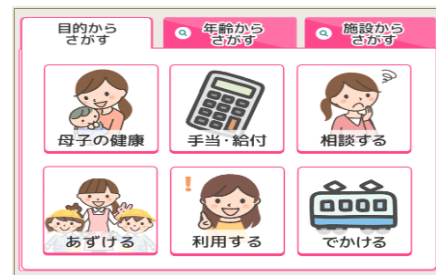 目的から
さがす
年齢から
さがす
施設から
さがす
母子の健康
手当・給付
相談する
あずける
利用する
でかける